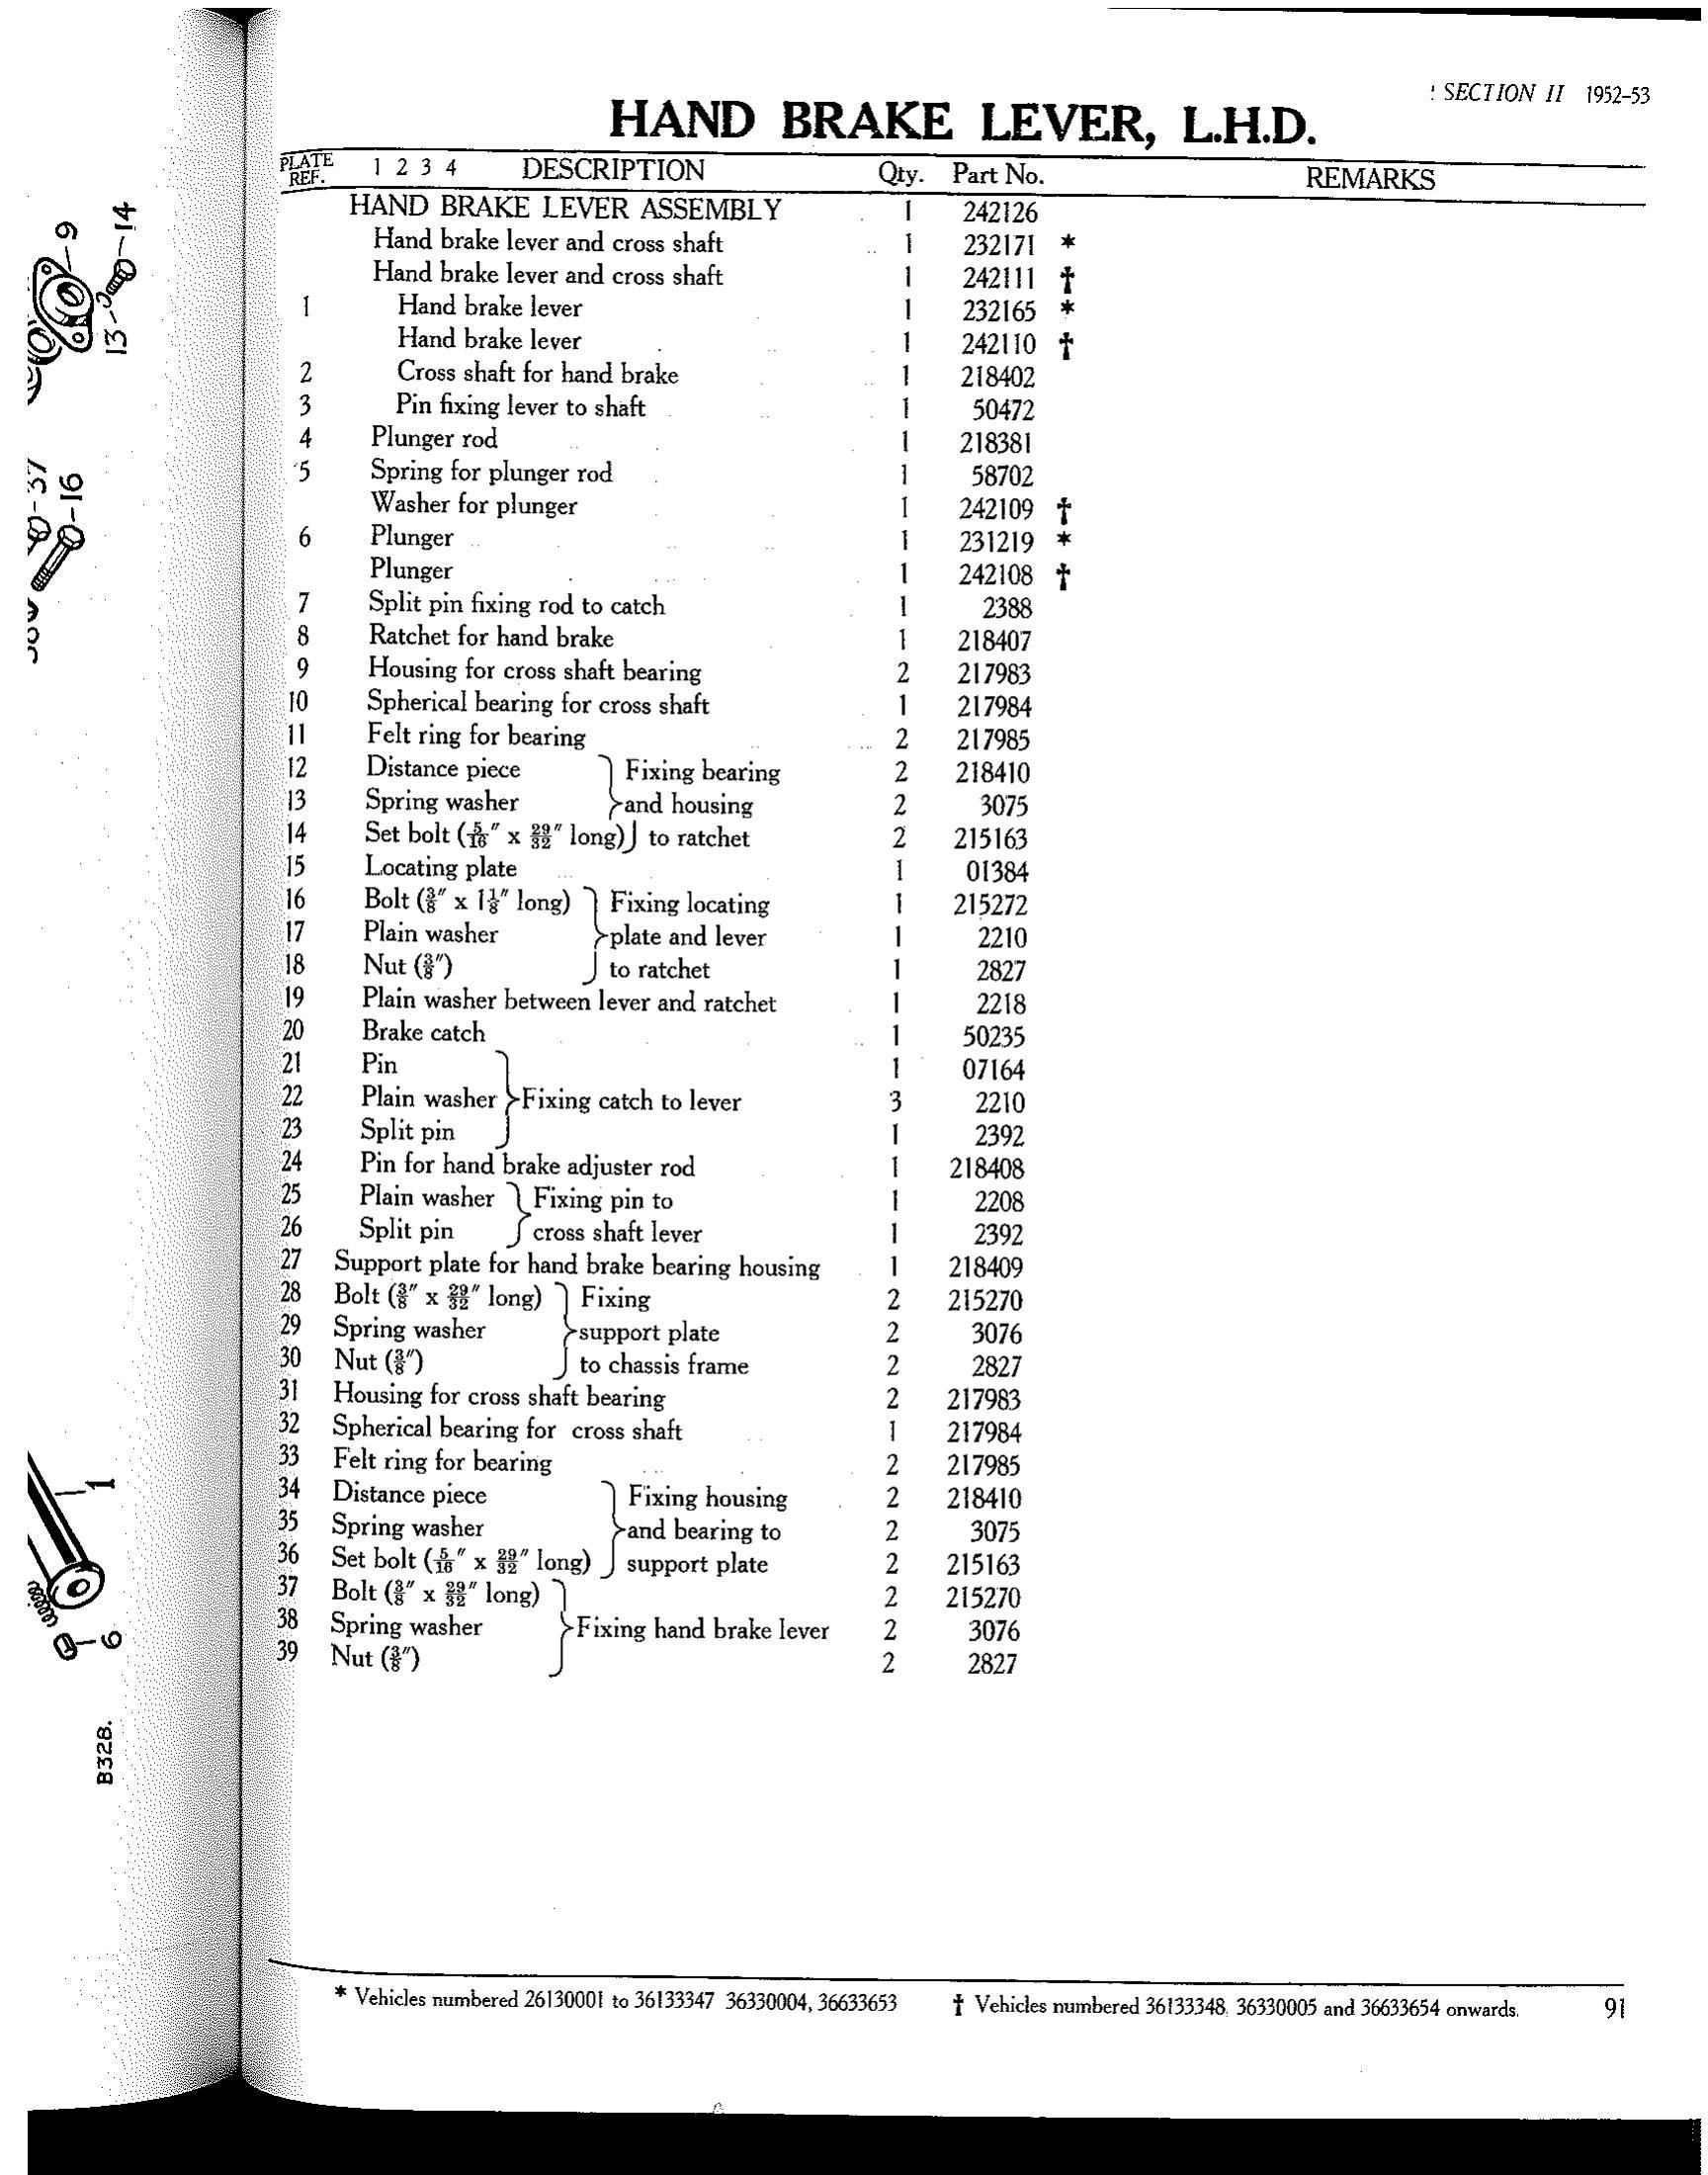 SECTION II 1952-53
HAND BRAKE LEVER, L.H.D.
PLATE REF. 1 2 3 4 DESCRIPTION Qty. Part No. REMARKS
HAND BRAKE LEVER ASSEMBLY 1 242126
Hand brake lever and cross shaft 1 232171 *
Hand brake lever and cross shaft 1 242111 †
1 Hand brake lever 1 232165 *
Hand brake lever 1 242110 †
2 Cross shaft for hand brake 1 218402
3 Pin fixing lever to shaft 1 50472
4 Plunger rod 1 218381
5 Spring for plunger rod 1 58702
Washer for plunger 1 242109 †
6 Plunger 1 231219 *
Plunger 1 242108 †
7 Split pin fixing rod to catch 1 2388
8 Ratchet for hand brake 1 218407
9 Housing for cross shaft bearing 2 217983
10 Spherical bearing for cross shaft 1 217984
11 Felt ring for bearing 2 217985
12 Distance piece Fixing bearing 2 218410
13 Spring washer and housing 2 3075
14 Set bolt (5/16″ x 29/32″ long) to ratchet 2 215163
15 Locating plate 1 01384
16 Bolt (3/8″ x 1 1/8″ long) Fixing locating 1 215272
17 Plain washer plate and lever 1 2210
18 Nut (3/8″) to ratchet 1 2827
19 Plain washer between lever and ratchet 1 2218
20 Brake catch 1 50235
21 Pin 1 07164
22 Plain washer Fixing catch to lever 3 2210
23 Split pin 1 2392
24 Pin for hand brake adjuster rod 1 218408
25 Plain washer Fixing pin to 1 2208
26 Split pin cross shaft lever 1 2392
27 Support plate for hand brake bearing housing 1 218409
28 Bolt (3/8″ x 29/32″ long) Fixing 2 215270
29 Spring washer support plate 2 3076
30 Nut (3/8″) to chassis frame 2 2827
31 Housing for cross shaft bearing 2 217983
32 Spherical bearing for cross shaft 1 217984
33 Felt ring for bearing 2 217985
34 Distance piece Fixing housing 2 218410
35 Spring washer and bearing to 2 3075
36 Set bolt (5/16″ x 29/32″ long) support plate 2 215163
37 Bolt (3/8″ x 29/32″ long) 2 215270
38 Spring washer Fixing hand brake lever 2 3076
39 Nut (3/8″) 2 2827
* Vehicles numbered 26130001 to 36133347 36330004, 36633653
† Vehicles numbered 36133348, 36330005 and 36633654 onwards.
91
9
14
13
37
16
1
6
B328.